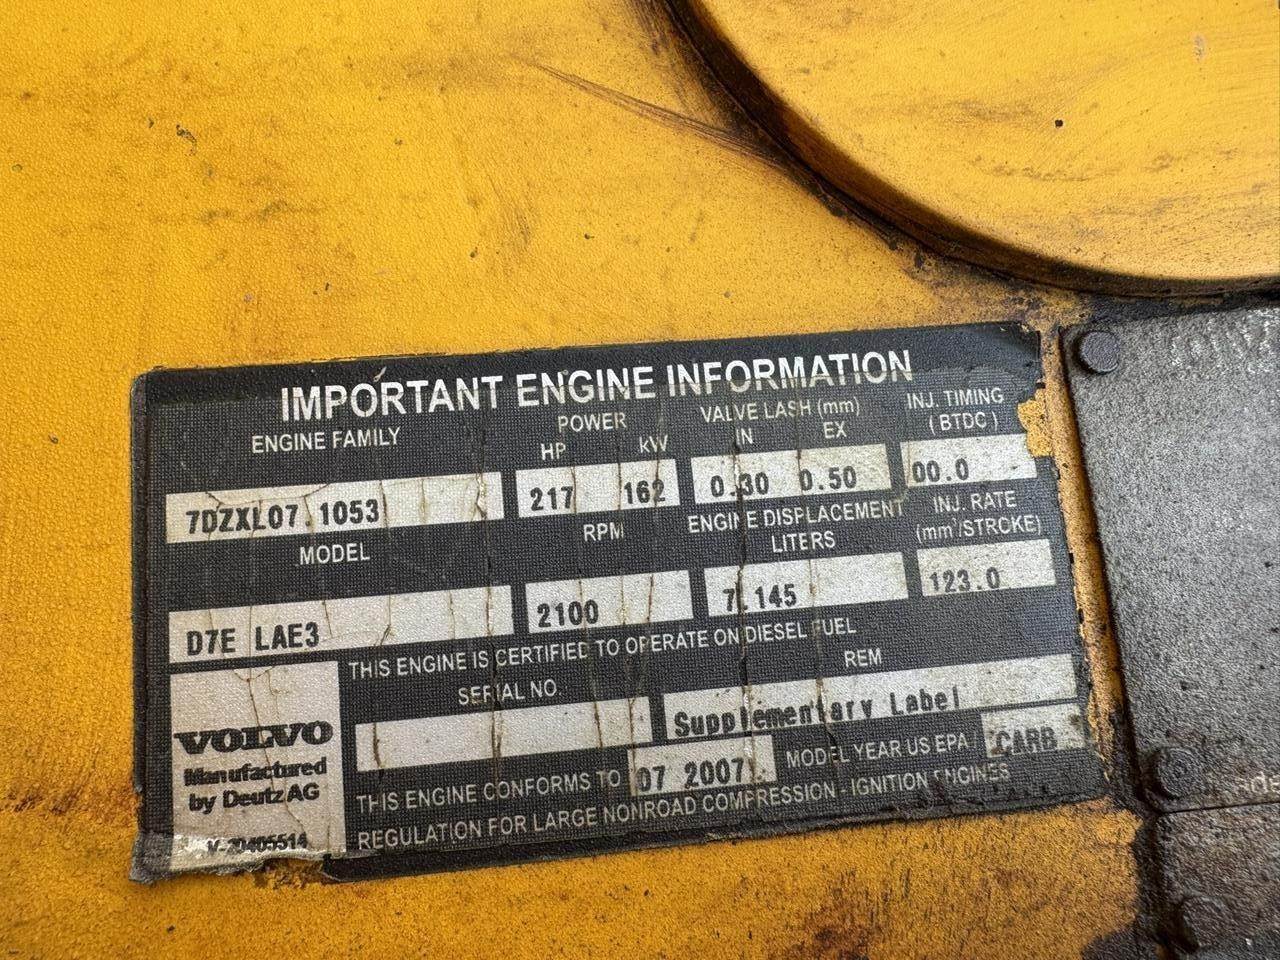 IMPORTANT ENGINE INFORMATION
ENGINE FAMILY
POWER
HP kW
VALVE LASH (mm)
IN EX
INJ. TIMING
(BTDC)
7DZXL07.1053
217 162
0.30 0.50
00.0
MODEL
RPM
ENGINE DISPLACEMENT
LITERS
INJ. RATE
(mm³/STROKE)
D7E LAE3
2100
7.145
123.0
THIS ENGINE IS CERTIFIED TO OPERATE ON DIESEL FUEL
SERIAL NO.
REM
Supplementary Label
VOLVO
Manufactured
by Deutz AG
V-20405514
THIS ENGINE CONFORMS TO 07 2007 MODEL YEAR US EPA / CARB
REGULATION FOR LARGE NONROAD COMPRESSION - IGNITION ENGINES